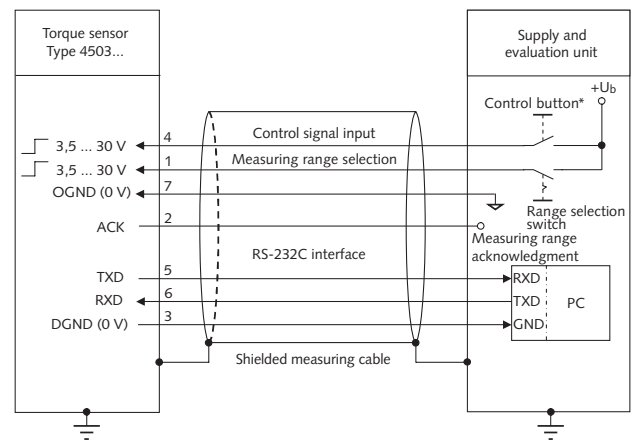 Torque sensor
Type 4503...
Supply and
evaluation unit
+Ub
Control button*
4
Control signal input
3,5 ... 30 V
1
Measuring range selection
3,5 ... 30 V
7
OGND (0 V)
Range selection
switch
2
ACK
Measuring range
acknowledgment
RS-232C interface
TXD
5
RXD
RXD
6
TXD
PC
DGND (0 V)
3
GND
Shielded measuring cable